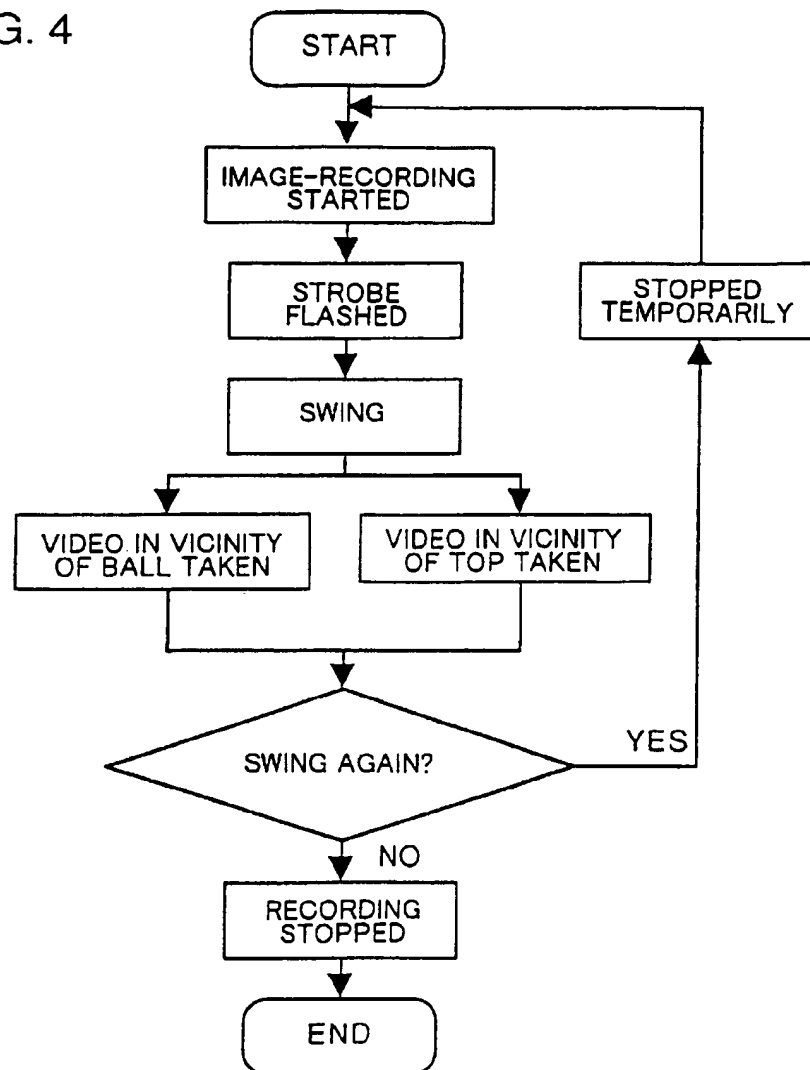 G. 4
START
IMAGE-RECORDING
STARTED
STROBE
FLASHED
STOPPED
TEMPORARILY
SWING
VIDEO IN VICINITY
OF BALL TAKEN
VIDEO IN VICINITY
OF TOP TAKEN
SWING AGAIN?
YES
NO
RECORDING
STOPPED
END